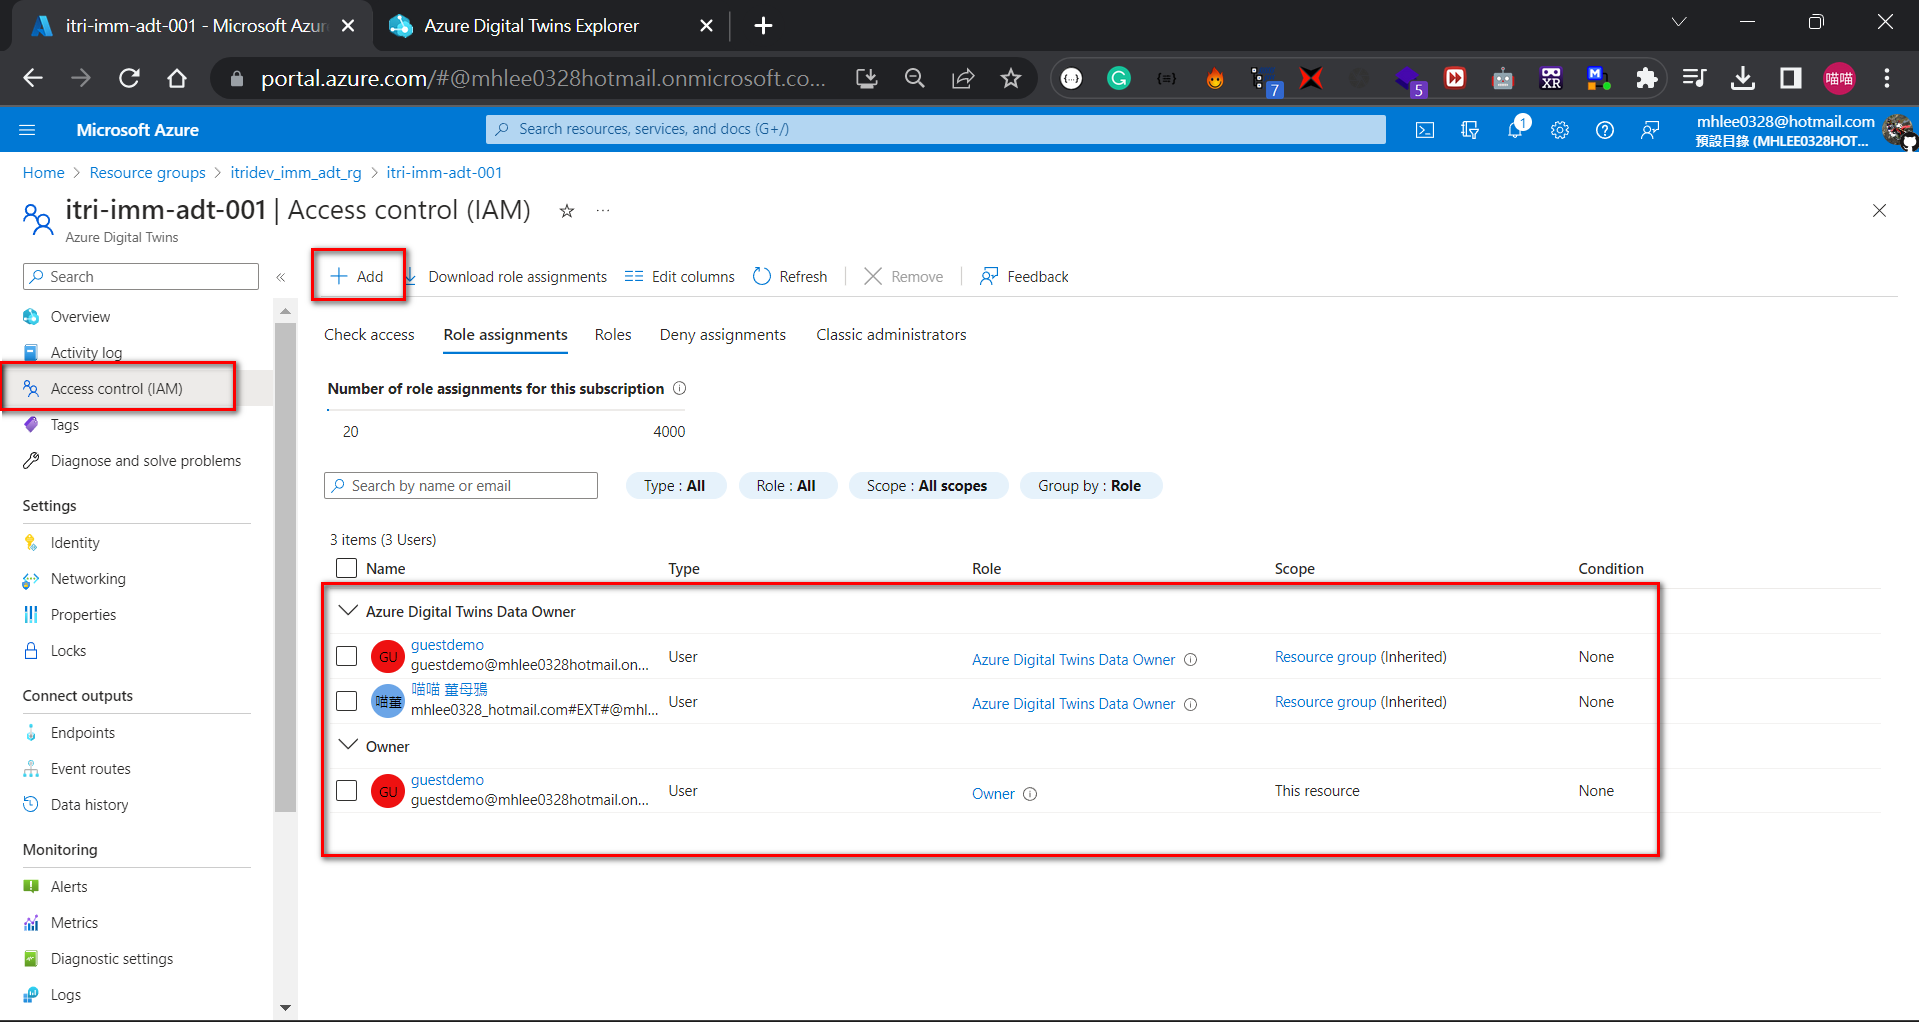 itri-imm-adt-001 - Microsoft Azur
Azure Digital Twins Explorer
portal.azure.com/#@mhlee0328hotmail.onmicrosoft.co...
7
5
XR
M
喵喵
Microsoft Azure
Search resources, services, and docs (G+/)
1
mhlee0328@hotmail.com
預設目錄 (MHLEE0328HOT...
Home > Resource groups > itridev_imm_adt_rg > itri-imm-adt-001
itri-imm-adt-001 | Access control (IAM)
Azure Digital Twins
Search
Add
Download role assignments
Edit columns
Refresh
Remove
Feedback
Overview
Activity log
Access control (IAM)
Tags
Diagnose and solve problems
Settings
Identity
Networking
Properties
Locks
Connect outputs
Endpoints
Event routes
Data history
Monitoring
Alerts
Metrics
Diagnostic settings
Logs
Check access
Role assignments
Roles
Deny assignments
Classic administrators
Number of role assignments for this subscription
20 4000
Search by name or email
Type : All
Role : All
Scope : All scopes
Group by : Role
3 items (3 Users)
Name Type Role Scope Condition
Azure Digital Twins Data Owner
GU
guestdemo
guestdemo@mhlee0328hotmail.on...
User Azure Digital Twins Data Owner Resource group (Inherited) None
喵薑
喵喵 薑母鴉
mhlee0328_hotmail.com#EXT#@mhl...
User Azure Digital Twins Data Owner Resource group (Inherited) None
Owner
GU
guestdemo
guestdemo@mhlee0328hotmail.on...
User Owner This resource None